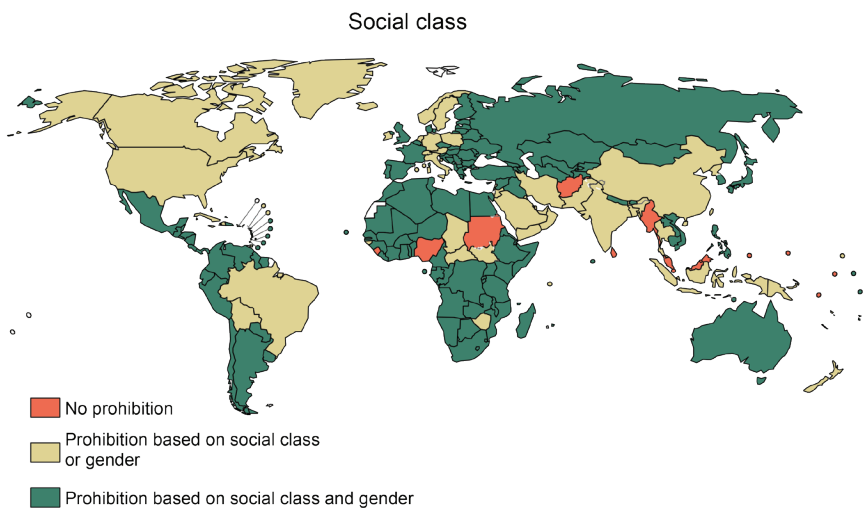 Social class
No prohibition
Prohibition based on social class
or gender
Prohibition based on social class and gender